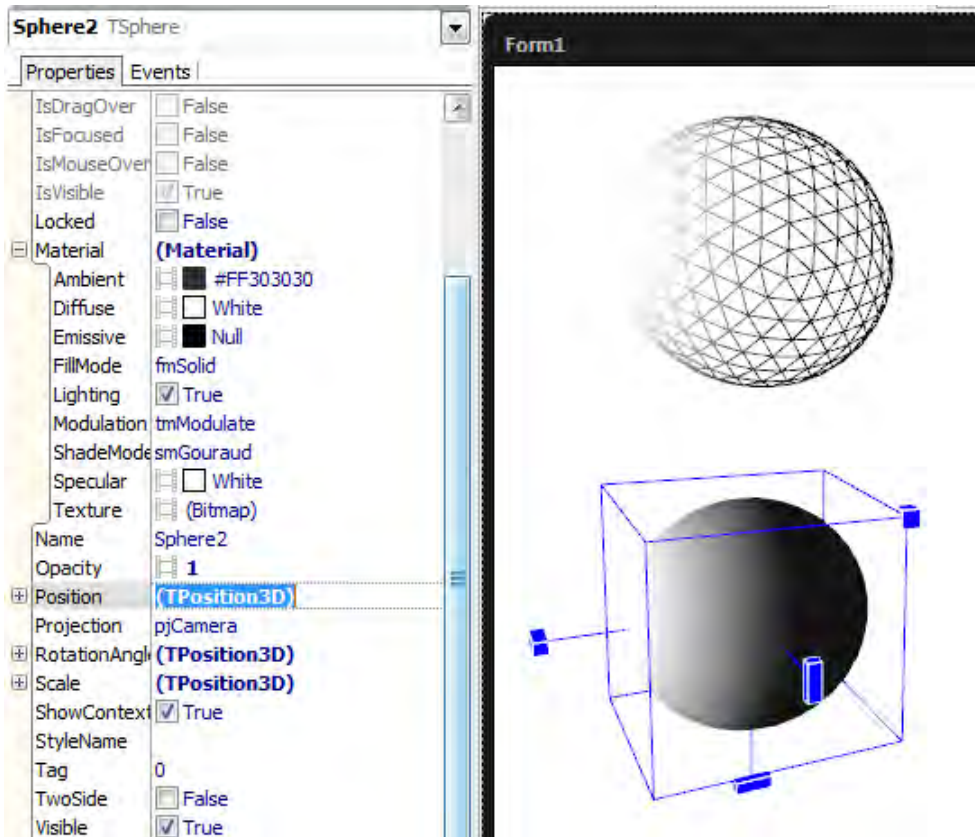 Sphere2 TSphere
Properties Events
IsDragOver False
IsFocused False
IsMouseOver False
IsVisible True
Locked False
Material (Material)
Ambient #FF303030
Diffuse White
Emissive Null
FillMode fmSolid
Lighting True
Modulation tmModulate
ShadeMode smGouraud
Specular White
Texture (Bitmap)
Name Sphere2
Opacity 1
Position (TPosition3D)
Projection pjCamera
RotationAngl (TPosition3D)
Scale (TPosition3D)
ShowContext True
StyleName
Tag 0
TwoSide False
Visible True
Form1